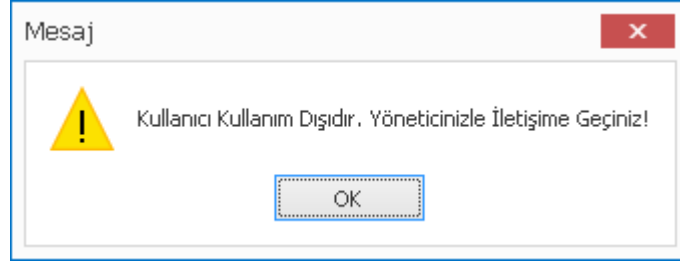 Mesaj
Kullanıcı Kullanım Dışıdır. Yöneticinizle İletişime Geçiniz!
OK